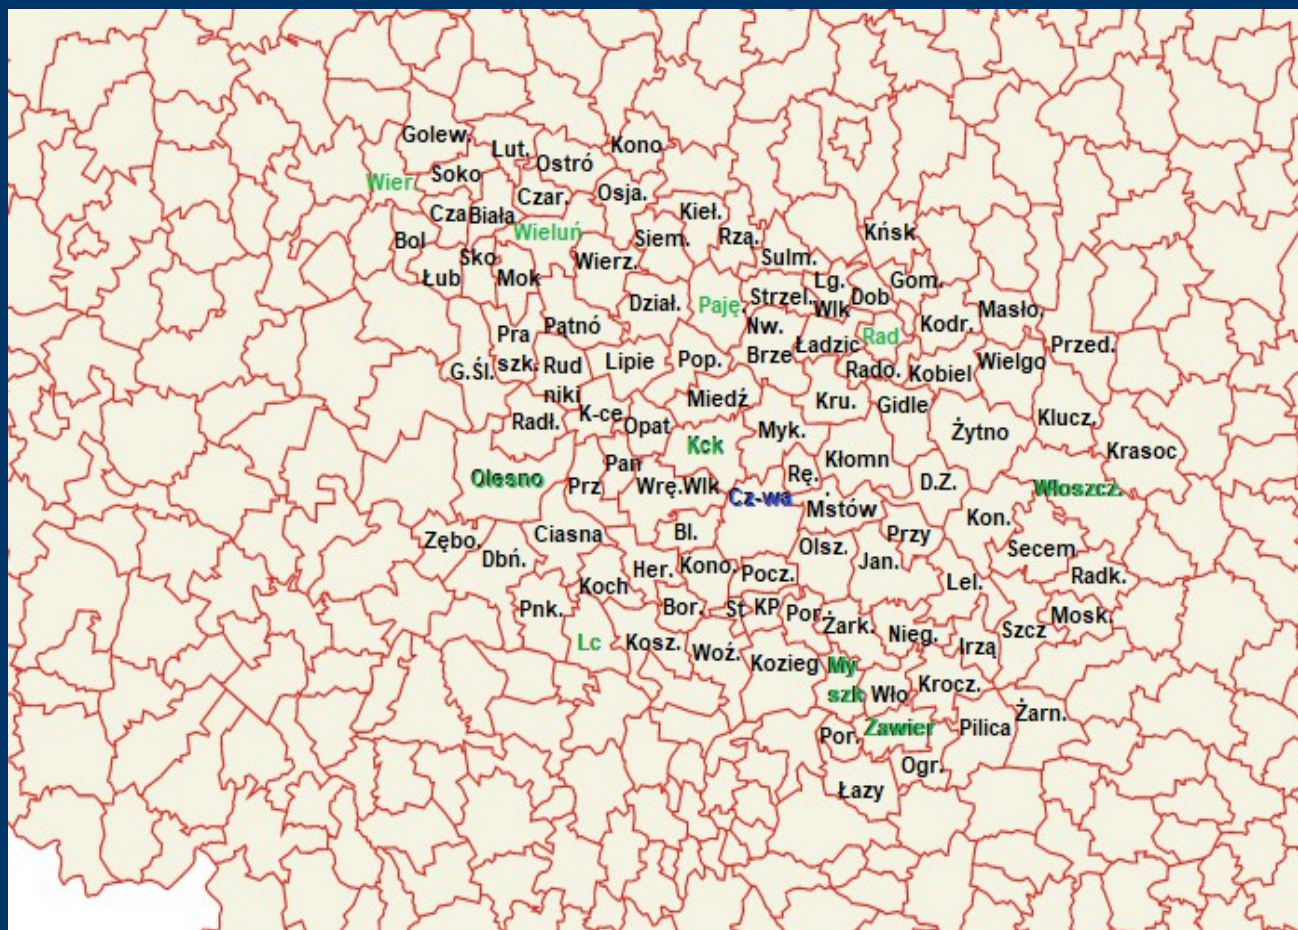 Golew.
Lut.
Kono
Ostró
Soko
Wier
Czar.
Osja.
Cza
Biała
Kieł.
Wieluń
Bol
Siem.
Rzą.
Kńsk
Sko
Wierz.
Sulm.
Łub
Mok
Lg.
Wlk
Gom.
Dział.
Paję.
Strzel.
Dob
Masło.
Pątnó
Nw.
Brze
Kodr.
Pra
szk.
Ładzic
Rad
Przed.
G.Śl.
Rud
niki
Lipie
Pop.
Rado.
Kobiel
Wielgo
Miedź
Kru.
Gidle
Radł.
K-ce
Opat
Myk.
Żytno
Klucz.
Kck
Krasoc
Pan
Kłomn
.
Olesno
Prz
Wrę.Wlk
Rę.
D.Z.
Włoszcz.
Cz-wa
Mstów
Kon.
Zębo.
Ciasna
Bl.
Przy
Dbń.
Olsz.
Secem
Her.
Kono.
Pocz.
Jan.
Radk.
Koch
Lel.
Pnk.
Bor.
St
KP
Por.
Mosk.
Żark.
Nieg.
Szcz
Lc
Kosz.
Woź.
Irzą
Kozieg
My
szk
Wło
Krocz.
Żarn.
Por.
Zawier
Pilica
Ogr.
Łazy